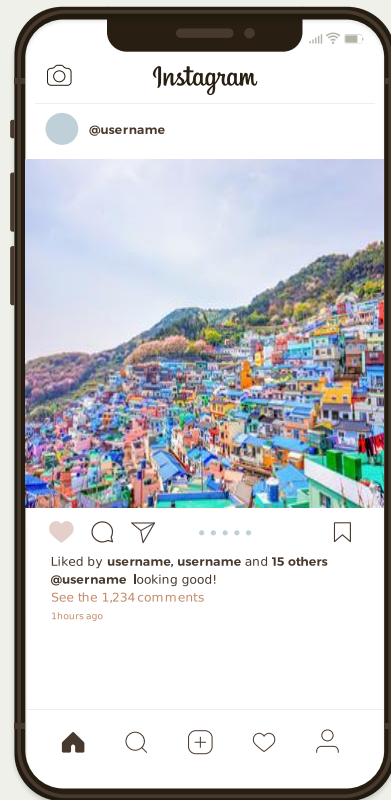 Instagram
@username
Liked by username, username and 15 others
@username looking good!
See the 1,234 comments
1hours ago